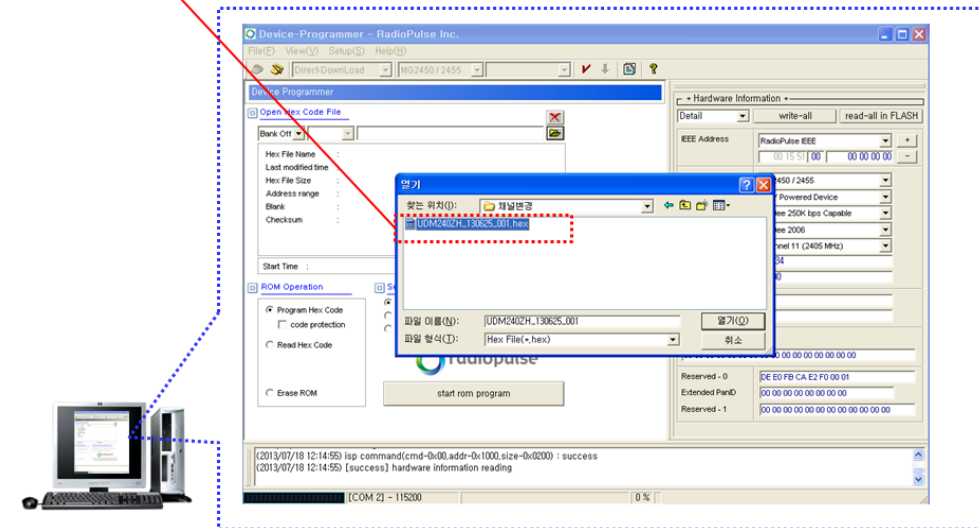 Device-Programmer - RadioPulse Inc.
File(F) View(V) Setup(S) Help(H)
Direct-DownLoad MG2450 / 2455
Device Programmer
Open Hex Code File
Bank Off
Hex File Name :
Last modified time :
Hex File Size :
Address range :
Blank :
Checksum :
Start Time :
ROM Operation
Program Hex Code
code protection
Read Hex Code
Erase ROM
start rom program
radiopulse
열기
찾는 위치(I): 채널변경
UDM240ZH_130625_001.hex
파일 이름(N): UDM240ZH_130625_001 열기(O)
파일 형식(T): Hex File(*.hex) 취소
Hardware Information
Detail write-all read-all in FLASH
IEEE Address RadioPulse IEEE +
00 15 51 00 00 00 00 00 -
450 / 2455
Powered Device
ee 250K bps Capable
ee 2006
nnel 11 (2405 MHz)
34
Reserved - 0 DE E0 FB CA E2 F0 00 01
Extended PanID 00 00 00 00 00 00 00 00
Reserved - 1 00 00 00 00 00 00 00 00 00 00 00
(2013/07/18 12:14:55) isp command(cmd-0x00,addr-0x1000,size-0x0200) : success
(2013/07/18 12:14:55) [success] hardware information reading
[COM 2] - 115200 0 %